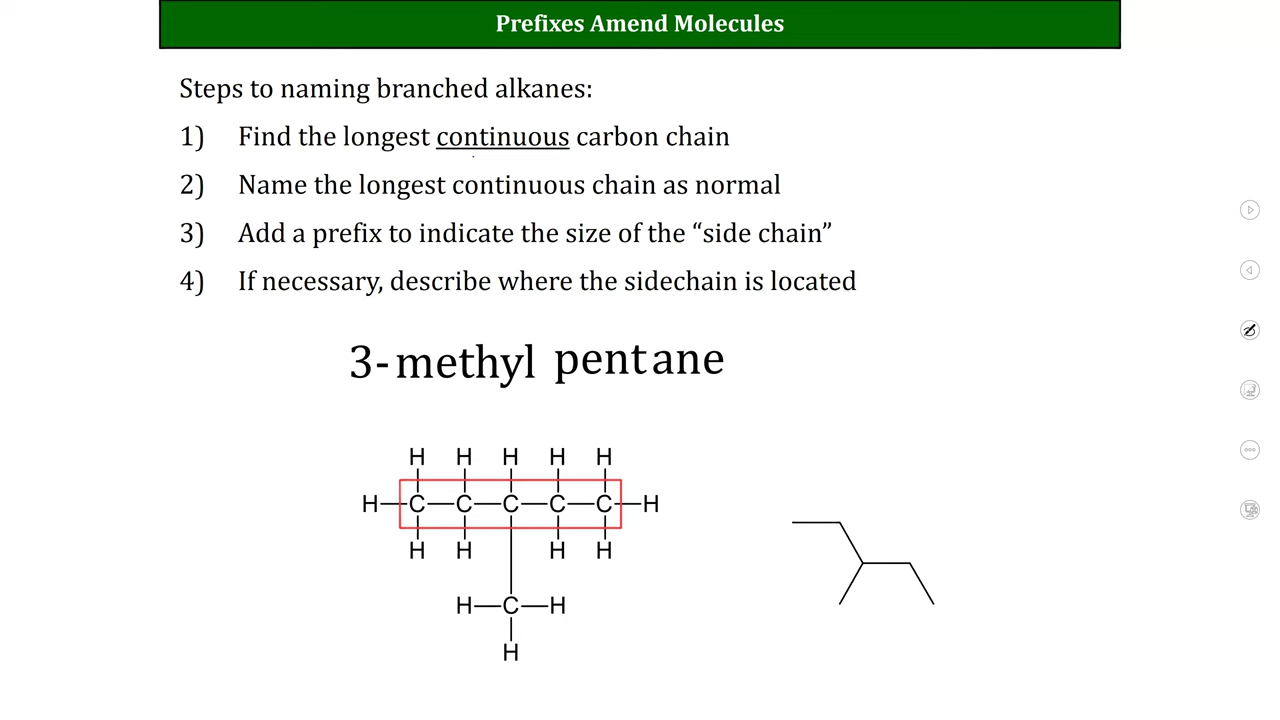 Prefixes Amend Molecules
Steps to naming branched alkanes:
1) Find the longest continuous carbon chain
2) Name the longest continuous chain as normal
3) Add a prefix to indicate the size of the “side chain”
4) If necessary, describe where the sidechain is located
3-methyl pentane
H H H H H
H C C C C C H
H H H H
H C H
H